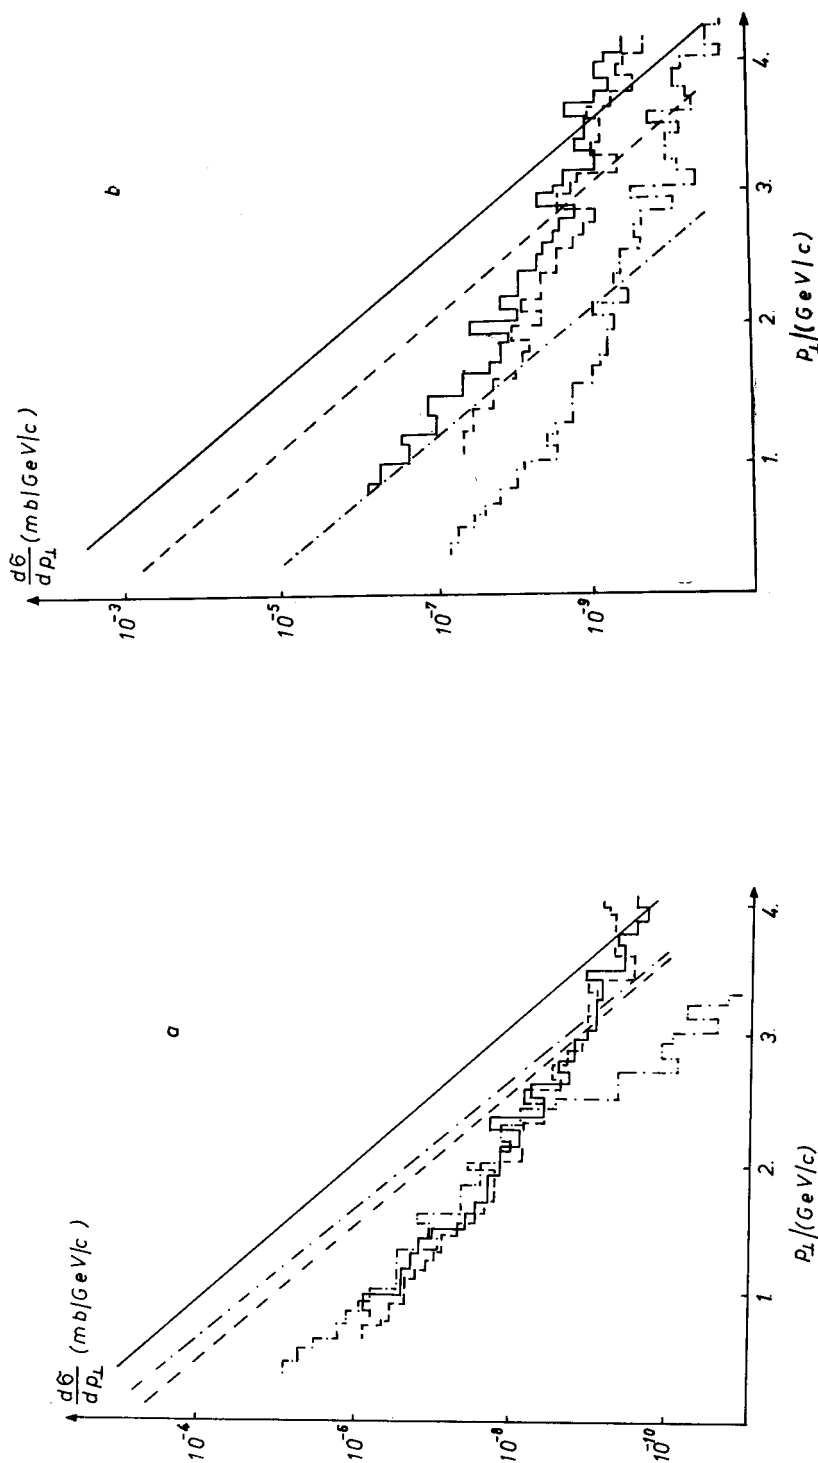 a
dσ
dp⊥
(mb/GeV/c)
10⁻⁴
10⁻⁶
10⁻⁸
10⁻¹⁰
1.
2.
3.
4.
p⊥/(GeV/c)
b
dσ
dp⊥
(mb/GeV/c)
10⁻³
10⁻⁵
10⁻⁷
10⁻⁹
1.
2.
3.
4.
p⊥/(GeV/c)